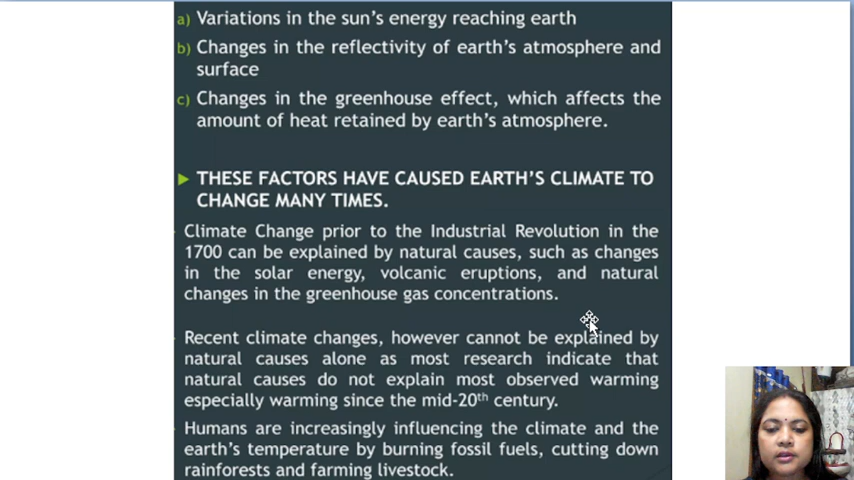 a) Variations in the sun's energy reaching earth
b) Changes in the reflectivity of earth's atmosphere and
surface
c) Changes in the greenhouse effect, which affects the
amount of heat retained by earth's atmosphere.
THESE FACTORS HAVE CAUSED EARTH'S CLIMATE TO
CHANGE MANY TIMES.
Climate Change prior to the Industrial Revolution in the
1700 can be explained by natural causes, such as changes
in the solar energy, volcanic eruptions, and natural
changes in the greenhouse gas concentrations.
Recent climate changes, however cannot be explained by
natural causes alone as most research indicate that
natural causes do not explain most observed warming
especially warming since the mid-20th century.
Humans are increasingly influencing the climate and the
earth's temperature by burning fossil fuels, cutting down
rainforests and farming livestock.